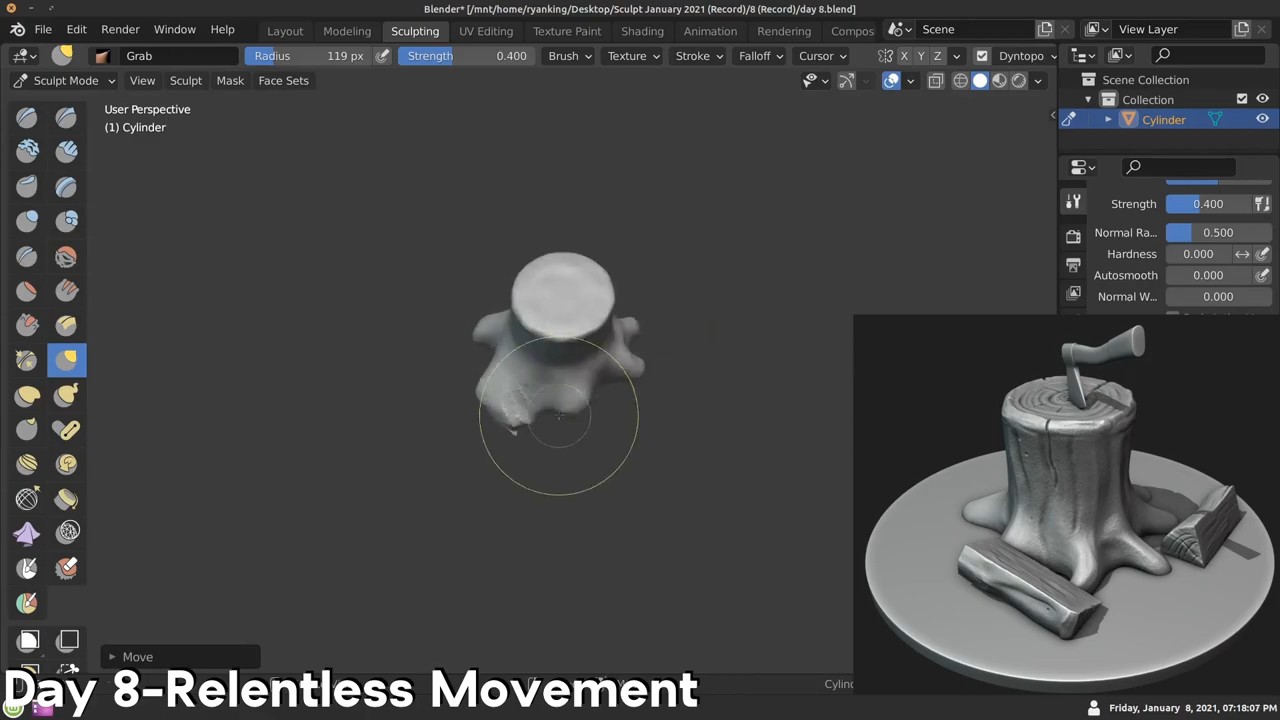 Blender* [/mnt/home/ryanking/Desktop/Sculpt January 2021 (Record)/8 (Record)/day 8.blend]
File Edit Render Window Help Layout Modeling Sculpting UV Editing Texture Paint Shading Animation Rendering Compos Scene View Layer
Grab Radius 119 px Strength 0.400 Brush Texture Stroke Falloff Cursor X Y Z Dyntopo
Sculpt Mode View Sculpt Mask Face Sets
Scene Collection
Collection
Cylinder
User Perspective
(1) Cylinder
Strength 0.400
Normal Ra... 0.500
Hardness 0.000
Autosmooth 0.000
Normal W... 0.000
Move
Day 8-Relentless Movement
Cylind
Friday, January 8, 2021, 07:18:07 PM